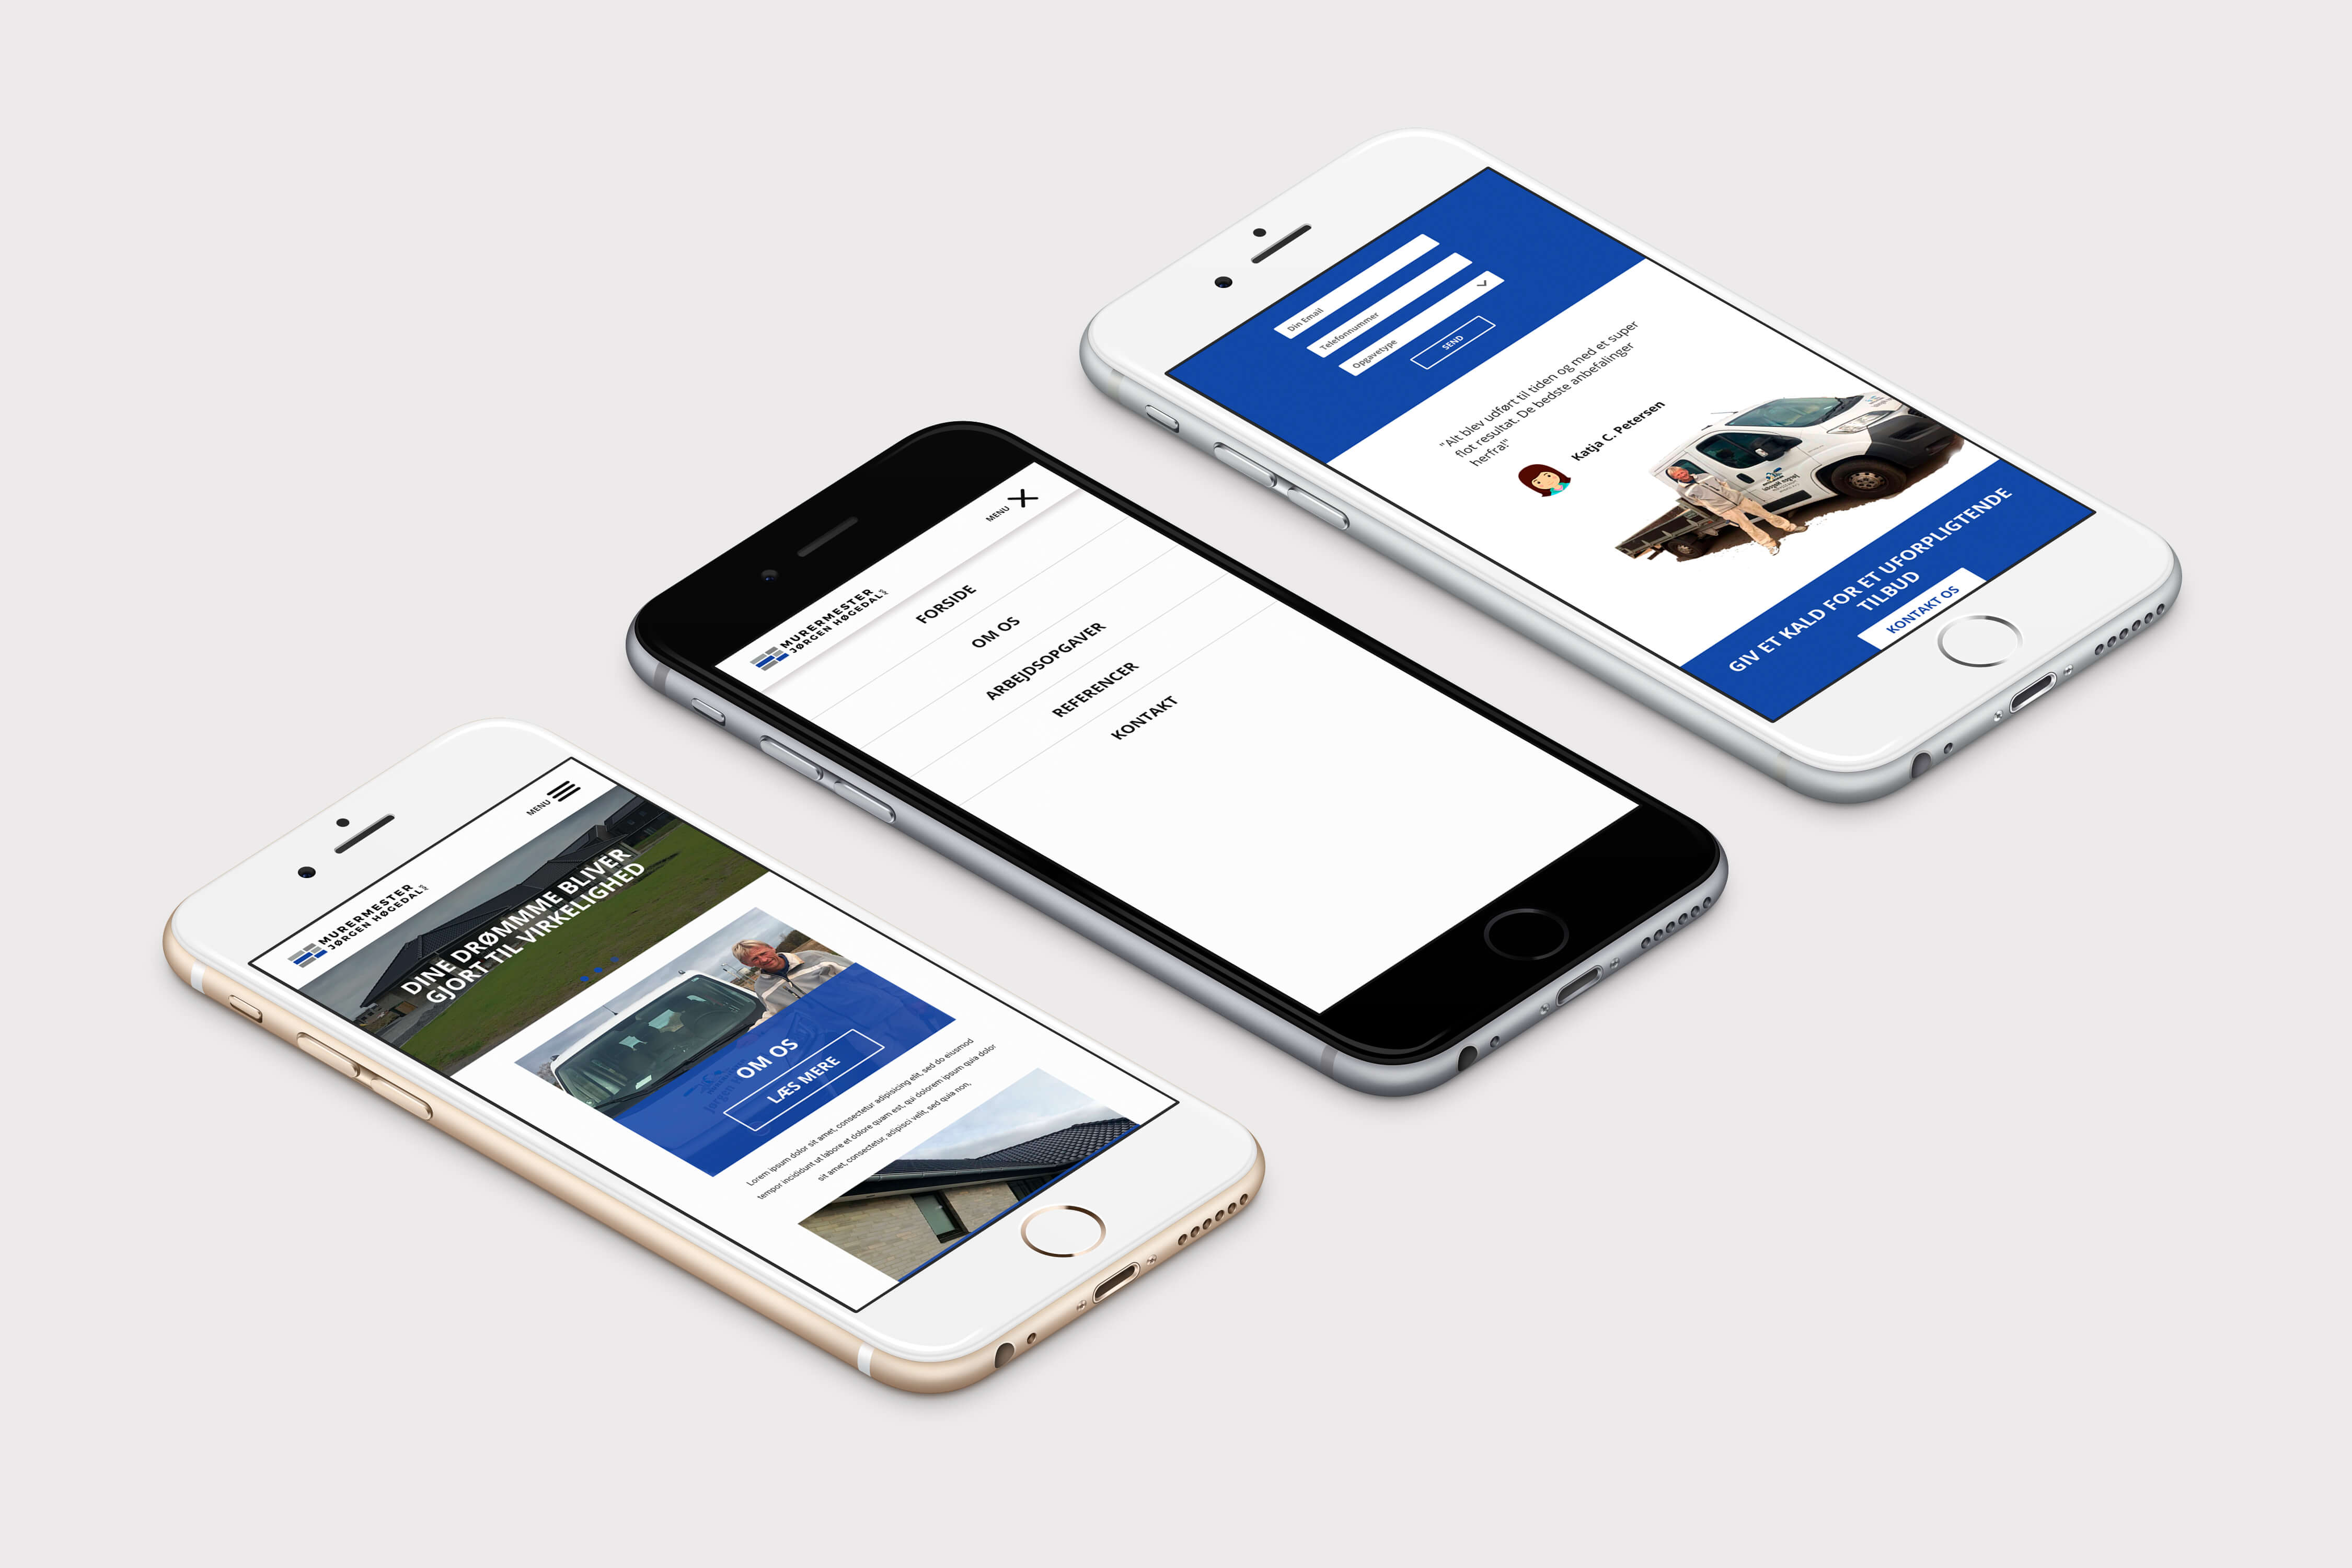 MENU
MURERMESTER
JØRGEN HØGEDAL
DINE DRØMMME BLIVER
GJORT TIL VIRKELIGHED
OM OS
LÆS MERE
Lorem ipsum dolor sit amet, consectetur adipisicing elit, sed do eiusmod
tempor incididunt ut labore et dolore quam est, qui dolorem ipsum quia dolor
sit amet, consectetur, adipisci velit, sed quia non,
MENU
MURERMESTER
JØRGEN HØGEDAL
FORSIDE
OM OS
ARBEJDSOPGAVER
REFERENCER
KONTAKT
Din Email
Telefonnummer
Opgavetype
SEND
"Alt blev udført til tiden og med et super
flot resultat. De bedste anbefalinger
herfra!"
Katja C. Petersen
GIV ET KALD FOR ET UFORPLIGTENDE
TILBUD
KONTAKT OS